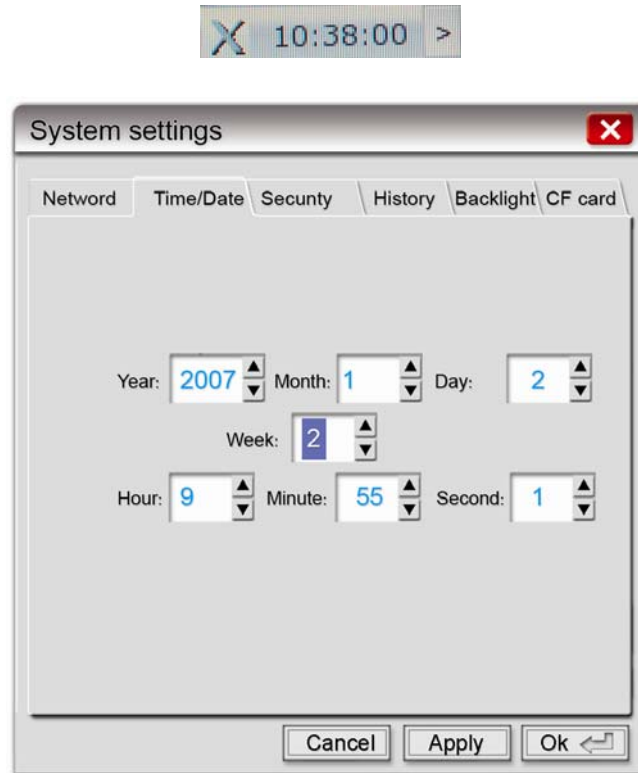 10:38:00 >
System settings
Netword Time/Date Securty History Backlight CF card
Year: 2007 Month: 1 Day: 2
Week: 2
Hour: 9 Minute: 55 Second: 1
Cancel Apply Ok